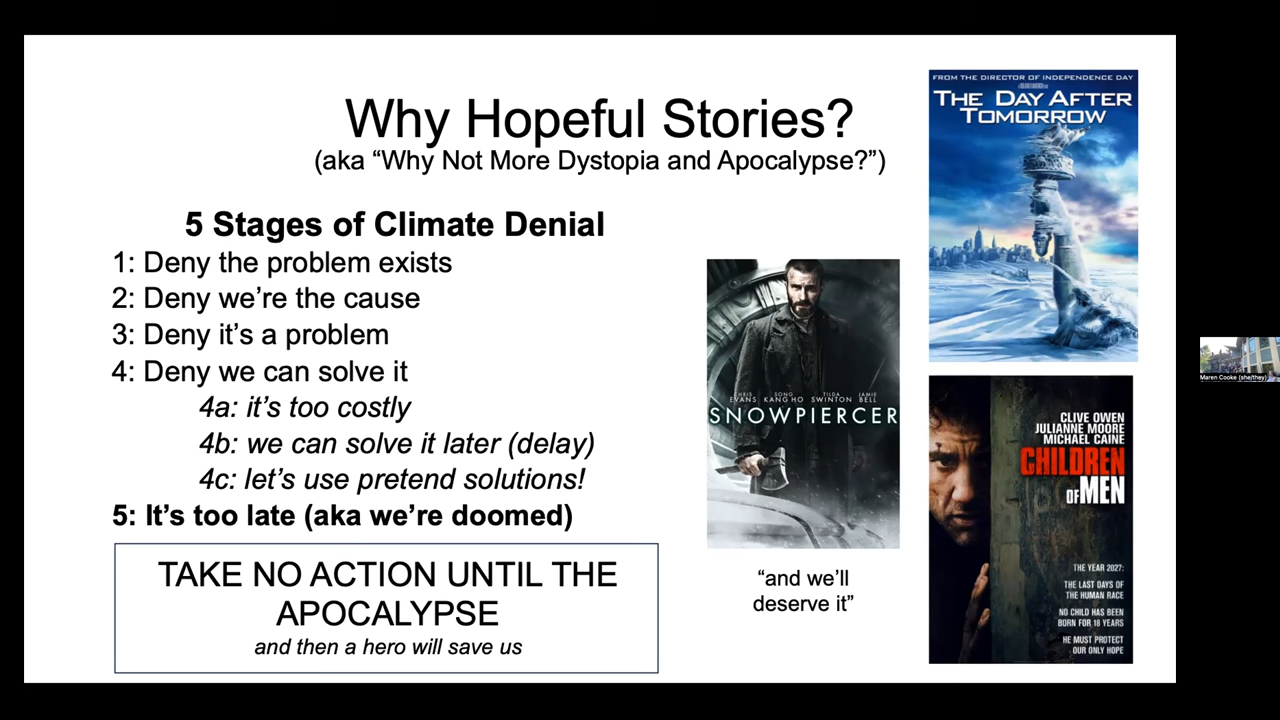 Why Hopeful Stories?
(aka “Why Not More Dystopia and Apocalypse?”)
5 Stages of Climate Denial
1: Deny the problem exists
2: Deny we’re the cause
3: Deny it’s a problem
4: Deny we can solve it
4a: it’s too costly
4b: we can solve it later (delay)
4c: let’s use pretend solutions!
5: It’s too late (aka we’re doomed)
TAKE NO ACTION UNTIL THE
APOCALYPSE
and then a hero will save us
CHRIS EVANS SONG KANG HO TILDA SWINTON JAMIE BELL
SNOWPIERCER
“and we’ll
deserve it”
FROM THE DIRECTOR OF INDEPENDENCE DAY
THE DAY AFTER
TOMORROW
CLIVE OWEN
JULIANNE MOORE
MICHAEL CAINE
CHILDREN
OF MEN
THE YEAR 2027:
THE LAST DAYS OF
THE HUMAN RACE
NO CHILD HAS BEEN
BORN FOR 18 YEARS
HE MUST PROTECT
OUR ONLY HOPE
Maren Cooke (she/they)